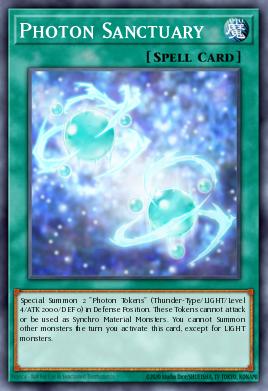 Photon Sanctuary
魔
[Spell Card]
Special Summon 2 "Photon Tokens" (Thunder-Type/LIGHT/Level
4/ATK 2000/DEF 0) in Defense Position. These Tokens cannot attack
or be used as Synchro Material Monsters. You cannot Summon
other monsters the turn you activate this card, except for LIGHT
monsters.